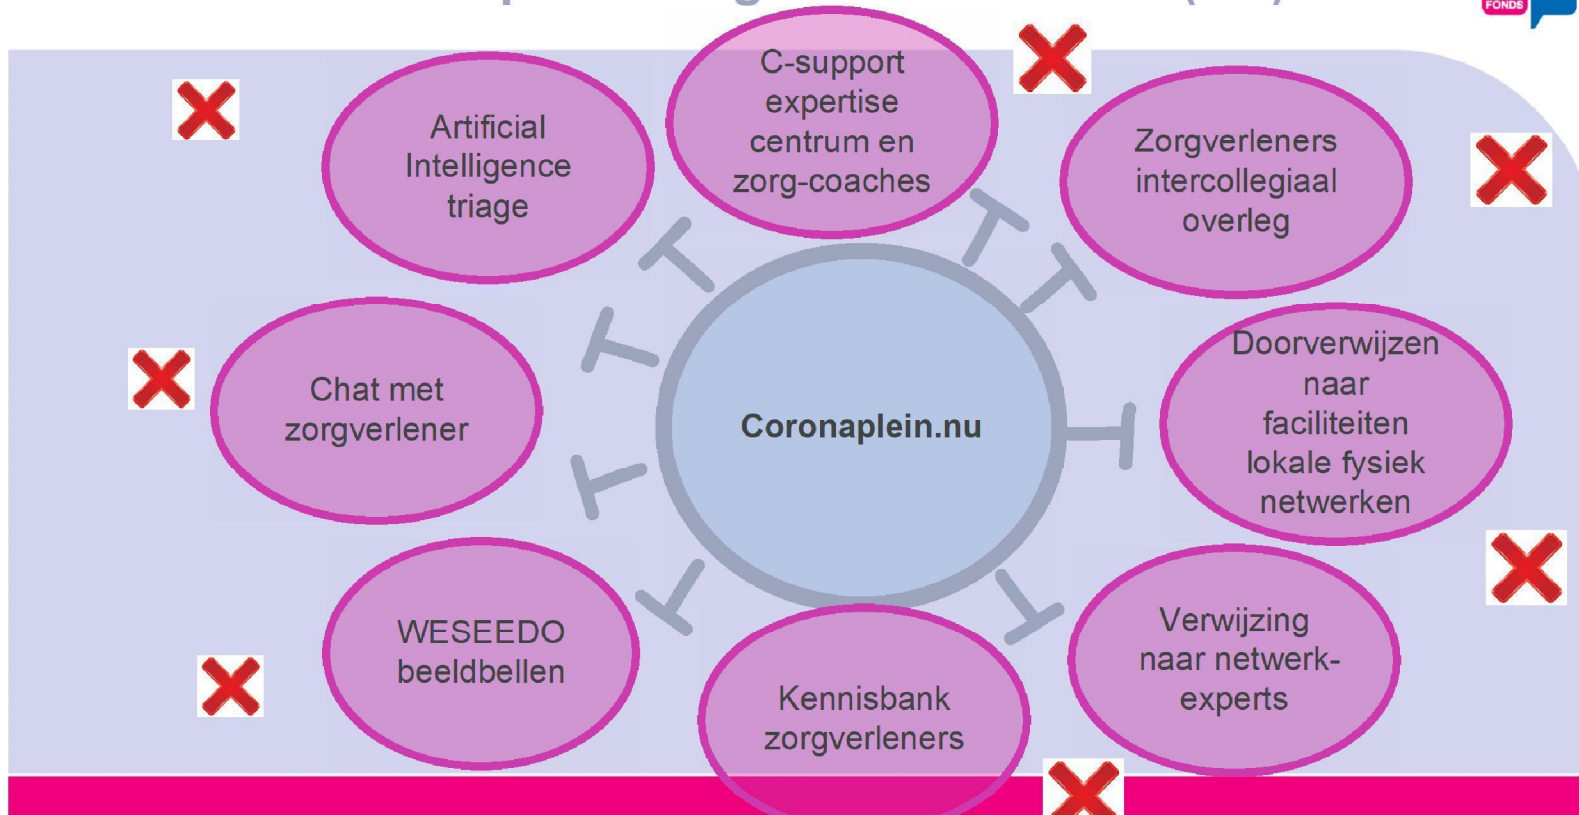 FONDS
C-support
expertise
centrum en
zorg-coaches
Artificial
Intelligence
triage
Zorgverleners
intercollegiaal
overleg
Chat met
zorgverlener
Coronaplein.nu
Doorverwijzen
naar
faciliteiten
lokale fysiek
netwerken
WESEEDO
beeldbellen
Kennisbank
zorgverleners
Verwijzing
naar netwerk-
experts